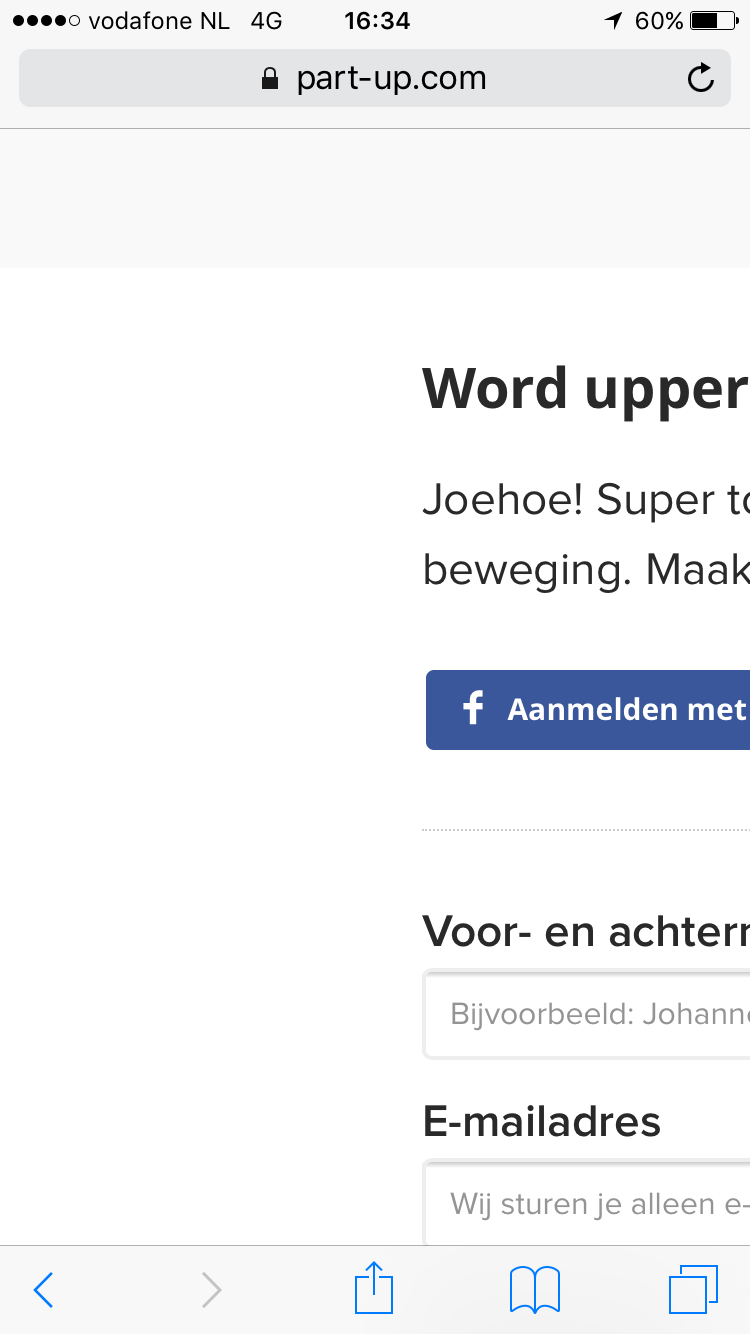 vodafone NL 4G 16:34 60%
part-up.com
Word upper
Joehoe! Super to
beweging. Maak
f Aanmelden met
Voor- en achter
Bijvoorbeeld: Johann
E-mailadres
Wij sturen je alleen e-